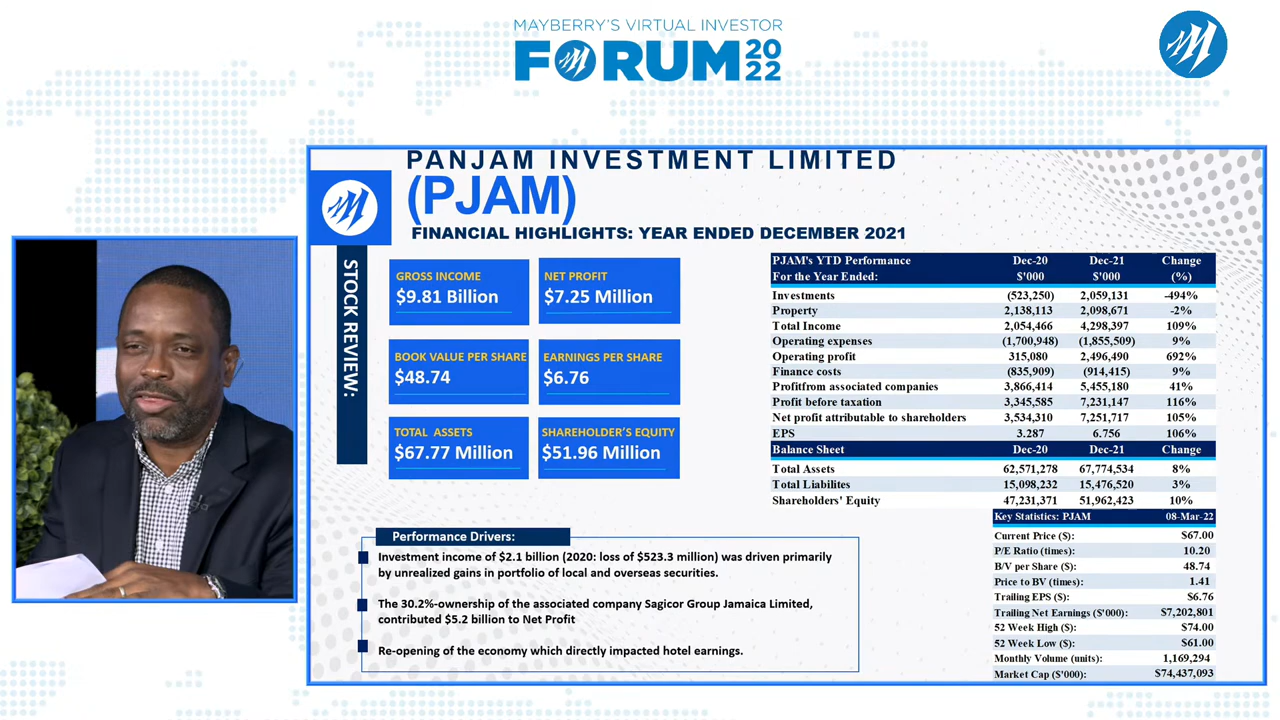 MAYBERRY'S VIRTUAL INVESTOR
FORUM 20
22
PANJAM INVESTMENT LIMITED
(PJAM)
FINANCIAL HIGHLIGHTS: YEAR ENDED DECEMBER 2021
STOCK REVIEW:
GROSS INCOME
$9.81 Billion
NET PROFIT
$7.25 Million
BOOK VALUE PER SHARE
$48.74
EARNINGS PER SHARE
$6.76
TOTAL ASSETS
$67.77 Million
SHAREHOLDER'S EQUITY
$51.96 Million
PJAM's YTD Performance Dec-20 Dec-21 Change
For the Year Ended: $'000 $'000 (%)
Investments (523,250) 2,059,131 -494%
Property 2,138,113 2,098,671 -2%
Total Income 2,054,466 4,298,397 109%
Operating expenses (1,700,948) (1,855,509) 9%
Operating profit 315,080 2,496,490 692%
Finance costs (835,909) (914,415) 9%
Profitfrom associated companies 3,866,414 5,455,180 41%
Profit before taxation 3,345,585 7,231,147 116%
Net profit attributable to shareholders 3,534,310 7,251,717 105%
EPS 3.287 6.756 106%
Balance Sheet Dec-20 Dec-21 Change
Total Assets 62,571,278 67,774,534 8%
Total Liabilites 15,098,232 15,476,520 3%
Shareholders' Equity 47,231,371 51,962,423 10%
Key Statistics: PJAM 08-Mar-22
Current Price ($): $67.00
P/E Ratio (times): 10.20
B/V per Share ($): 48.74
Price to BV (times): 1.41
Trailing EPS ($): $6.76
Trailing Net Earnings ($'000): $7,202,801
52 Week High ($): $74.00
52 Week Low ($): $61.00
Monthly Volume (units): 1,169,294
Market Cap ($'000): $74,437,093
Performance Drivers:
Investment income of $2.1 billion (2020: loss of $523.3 million) was driven primarily
by unrealized gains in portfolio of local and overseas securities.
The 30.2%-ownership of the associated company Sagicor Group Jamaica Limited,
contributed $5.2 billion to Net Profit
Re-opening of the economy which directly impacted hotel earnings.